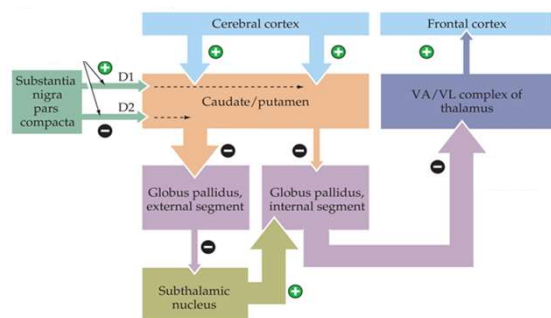 Cerebral cortex
Frontal cortex
+
+
+
+
D1
Substantia
nigra
pars
compacta
D2
−
Caudate/putamen
VA/VL complex of
thalamus
−
−
−
Globus pallidus,
external segment
Globus pallidus,
internal segment
−
Subthalamic
nucleus
+